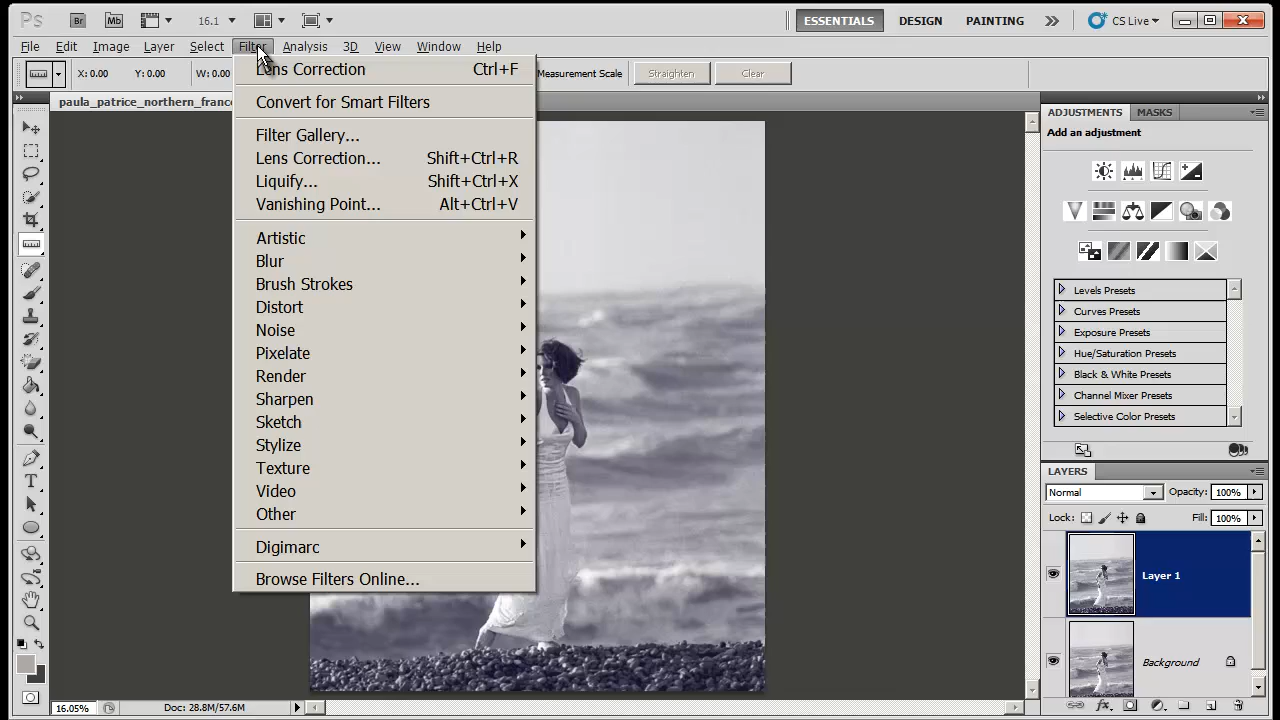 Ps Br Mb 16.1 ESSENTIALS DESIGN PAINTING CS Live
File Edit Image Layer Select Filter Analysis 3D View Window Help
X: 0.00 Y: 0.00 W: 0.00 Measurement Scale Straighten Clear
paula_patrice_northern_france
Lens Correction Ctrl+F
Convert for Smart Filters
Filter Gallery...
Lens Correction... Shift+Ctrl+R
Liquify... Shift+Ctrl+X
Vanishing Point... Alt+Ctrl+V
Artistic
Blur
Brush Strokes
Distort
Noise
Pixelate
Render
Sharpen
Sketch
Stylize
Texture
Video
Other
Digimarc
Browse Filters Online...
ADJUSTMENTS MASKS
Add an adjustment
Levels Presets
Curves Presets
Exposure Presets
Hue/Saturation Presets
Black & White Presets
Channel Mixer Presets
Selective Color Presets
LAYERS
Normal Opacity: 100%
Lock: Fill: 100%
Layer 1
Background
16.05% Doc: 28.8M/57.6M